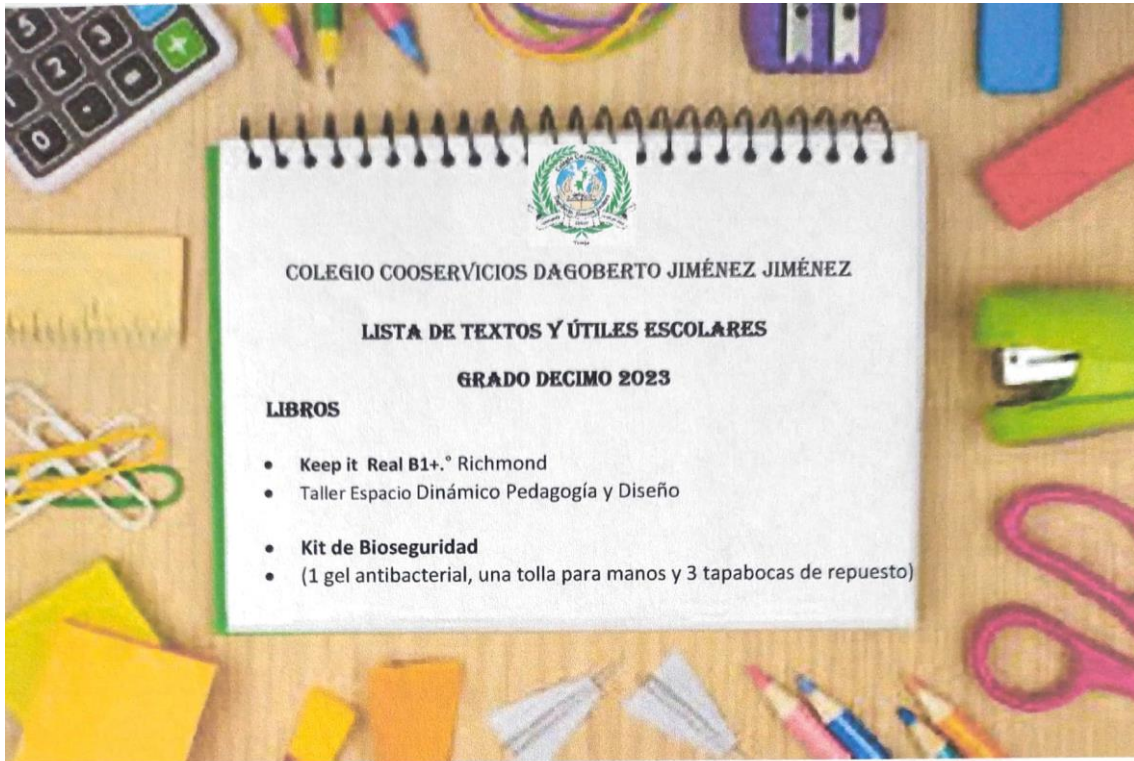 COLEGIO COOSERVICIOS DAGOBERTO JIMÉNEZ JIMÉNEZ
LISTA DE TEXTOS Y ÚTILES ESCOLARES
GRADO DECIMO 2023
LIBROS
• Keep it Real B1+.° Richmond
• Taller Espacio Dinámico Pedagogía y Diseño
• Kit de Bioseguridad
• (1 gel antibacterial, una tolla para manos y 3 tapabocas de repuesto)